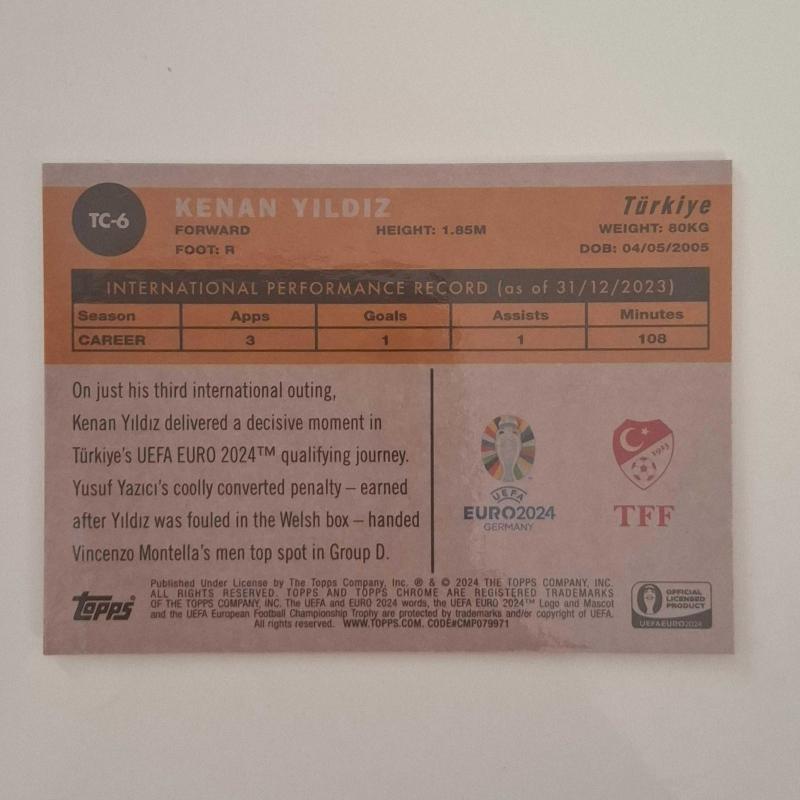 TC-6
KENAN YILDIZ
Türkiye
FORWARD
HEIGHT: 1.85M
WEIGHT: 80KG
FOOT: R
DOB: 04/05/2005
INTERNATIONAL PERFORMANCE RECORD (as of 31/12/2023)
Season Apps Goals Assists Minutes
CAREER 3 1 1 108
On just his third international outing,
Kenan Yıldız delivered a decisive moment in
Türkiye's UEFA EURO 2024™ qualifying journey.
Yusuf Yazıcı's coolly converted penalty – earned
after Yıldız was fouled in the Welsh box – handed
Vincenzo Montella's men top spot in Group D.
UEFA
EURO2024
GERMANY
1923
TFF
Topps®
Published Under License by The Topps Company, Inc. ® & © 2024 THE TOPPS COMPANY, INC.
ALL RIGHTS RESERVED. TOPPS AND TOPPS CHROME ARE REGISTERED TRADEMARKS
OF THE TOPPS COMPANY, INC. The UEFA and EURO 2024 words, the UEFA EURO 2024™ Logo and Mascot
and the UEFA European Football Championship Trophy are protected by trademarks and/or copyright of UEFA.
All rights reserved. WWW.TOPPS.COM. CODE#CMP079971
OFFICIAL
LICENSED
PRODUCT
UEFA EURO2024